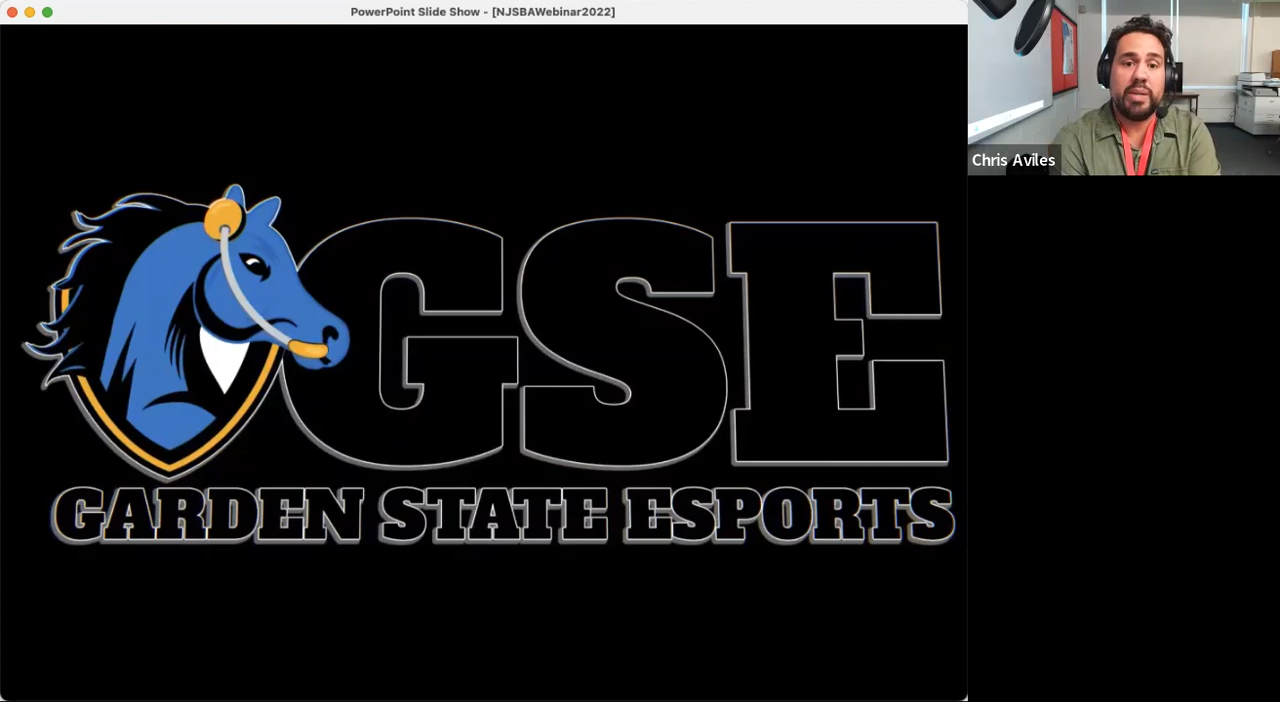 PowerPoint Slide Show - [NJSBAWebinar2022]
Chris Aviles
GSE
GARDEN STATE ESPORTS